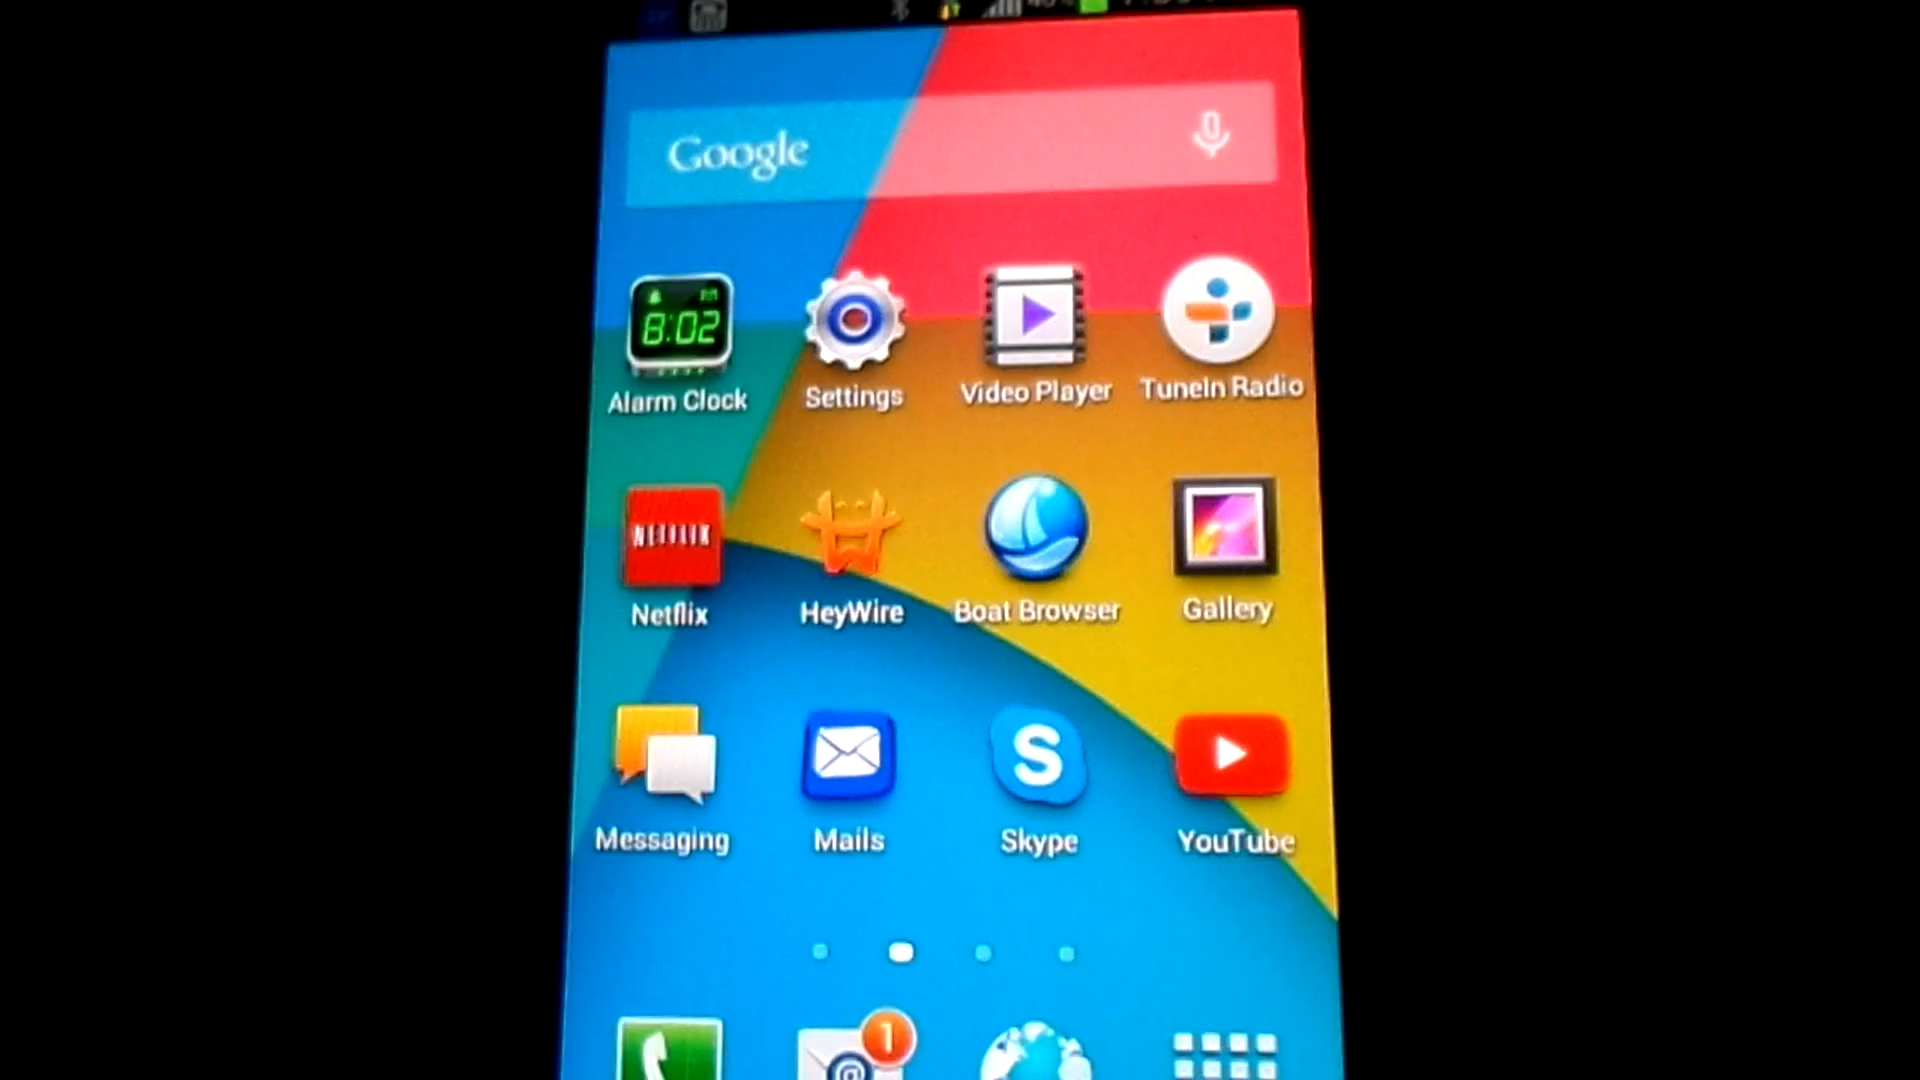 Google
8:02
Alarm Clock Settings Video Player TuneIn Radio
NETFLIX
Netflix HeyWire Boat Browser Gallery
S
Messaging Mails Skype YouTube
1
@